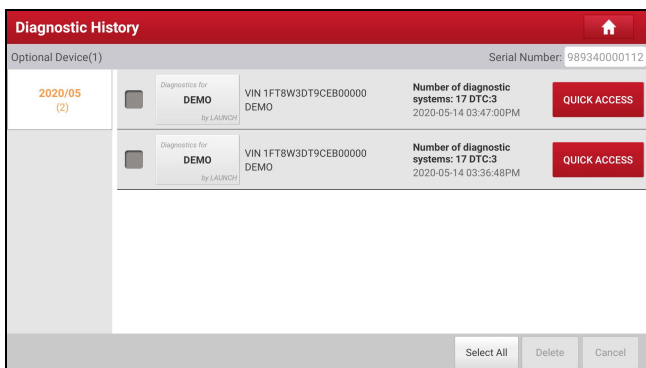 Diagnostic History
Optional Device(1)
Serial Number: 989340000112
2020/05
(2)
Diagnostics for
DEMO
by LAUNCH
VIN 1FT8W3DT9CEB00000
DEMO
Number of diagnostic
systems: 17 DTC:3
2020-05-14 03:47:00PM
QUICK ACCESS
Diagnostics for
DEMO
by LAUNCH
VIN 1FT8W3DT9CEB00000
DEMO
Number of diagnostic
systems: 17 DTC:3
2020-05-14 03:36:48PM
QUICK ACCESS
Select All
Delete
Cancel